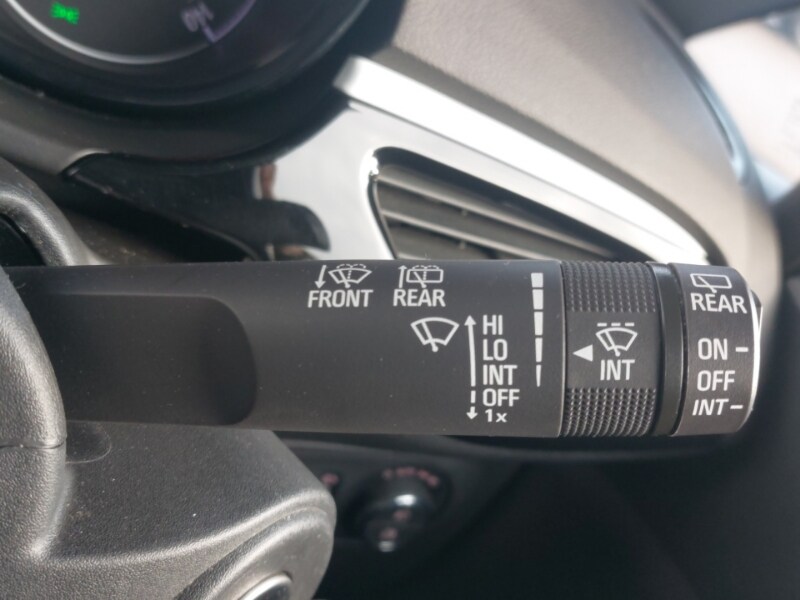 FRONT
REAR
HI
LO
INT
OFF
1x
INT
REAR
ON –
OFF
INT –